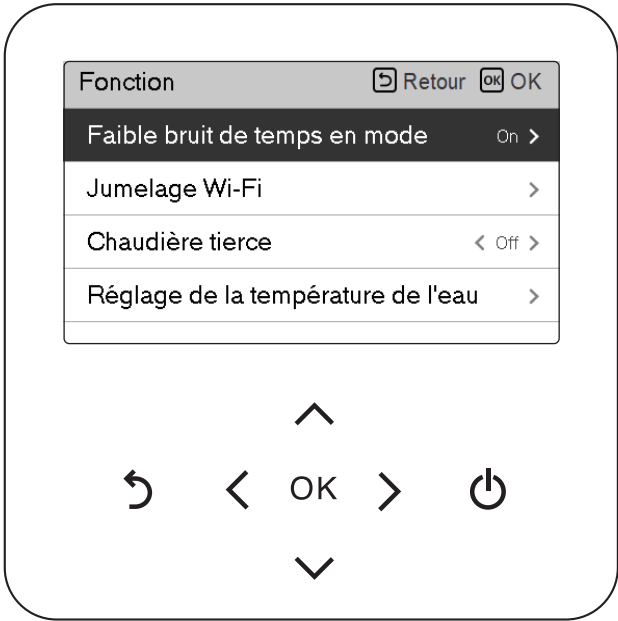 Fonction Retour OK OK
Faible bruit de temps en mode On
Jumelage Wi-Fi
Chaudière tierce Off
Réglage de la température de l'eau
OK